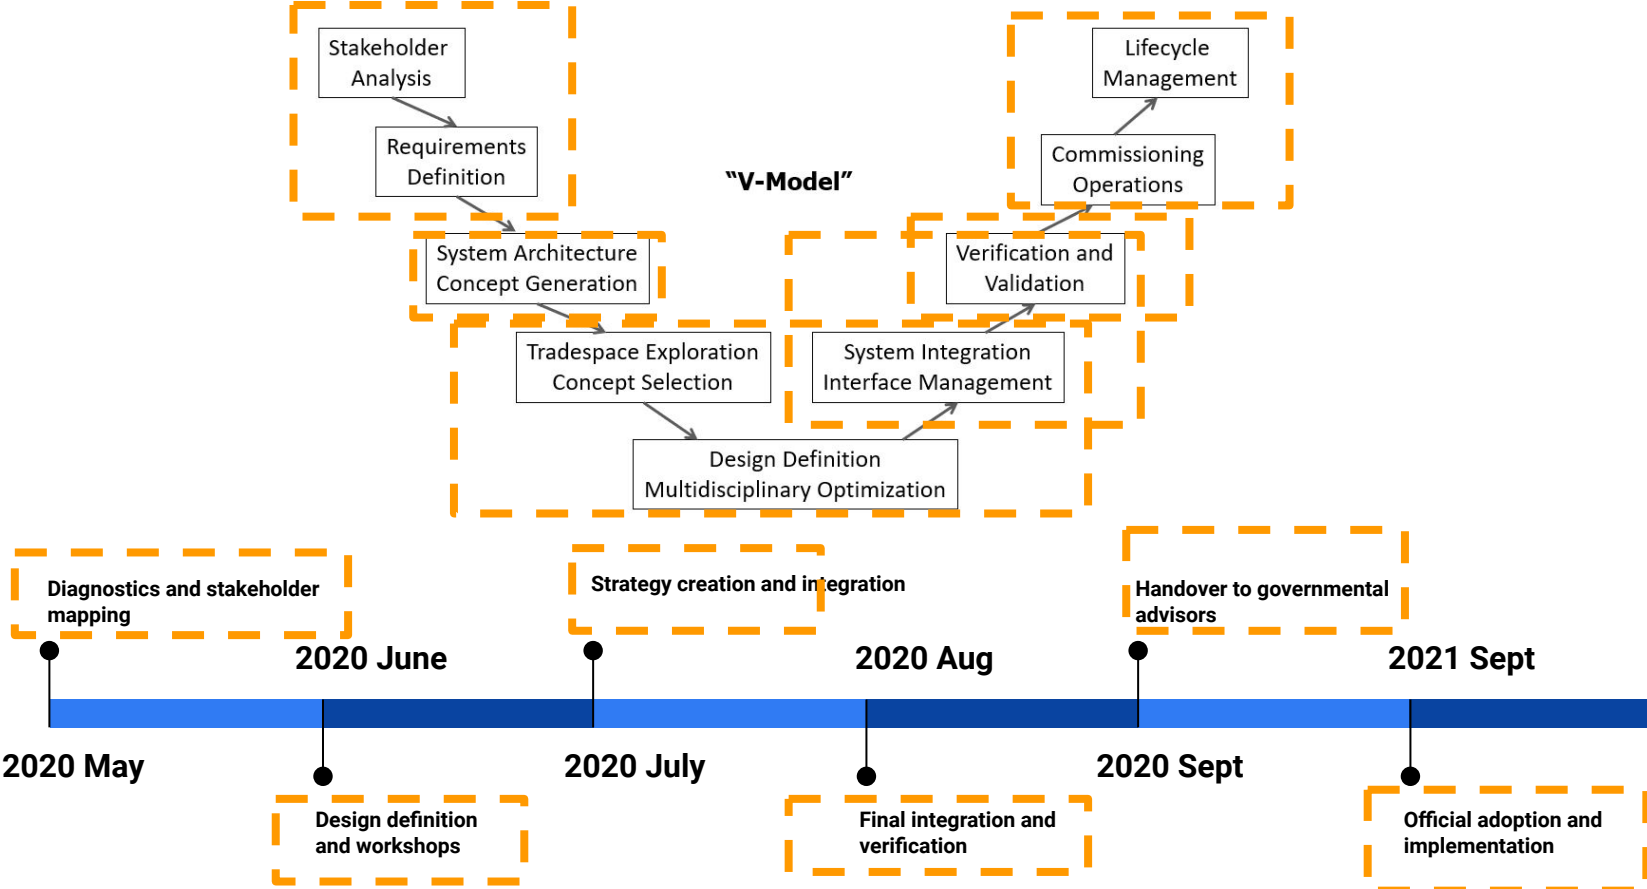 Stakeholder
Analysis
Lifecycle
Management
Requirements
Definition
Commissioning
Operations
“V-Model”
System Architecture
Concept Generation
Verification and
Validation
Tradespace Exploration
Concept Selection
System Integration
Interface Management
Design Definition
Multidisciplinary Optimization
Diagnostics and stakeholder
mapping
Strategy creation and integration
Handover to governmental
advisors
2020 June
2020 Aug
2021 Sept
2020 May
2020 July
2020 Sept
Design definition
and workshops
Final integration and
verification
Official adoption and
implementation